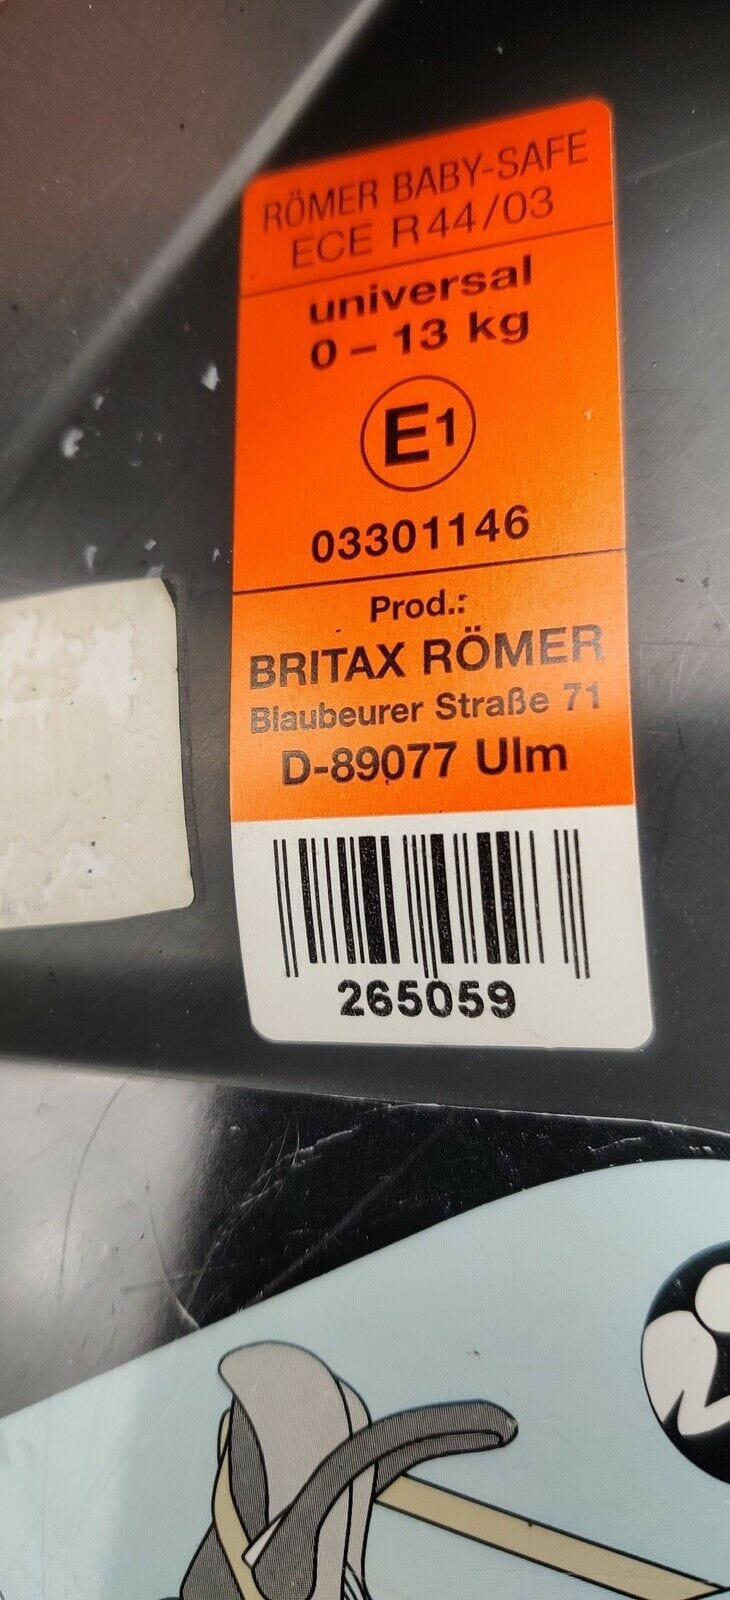 RÖMER BABY-SAFE
ECE R44/03
universal
0 – 13 kg
E1
03301146
Prod.:
BRITAX RÖMER
Blaubeurer Straße 71
D-89077 Ulm
265059